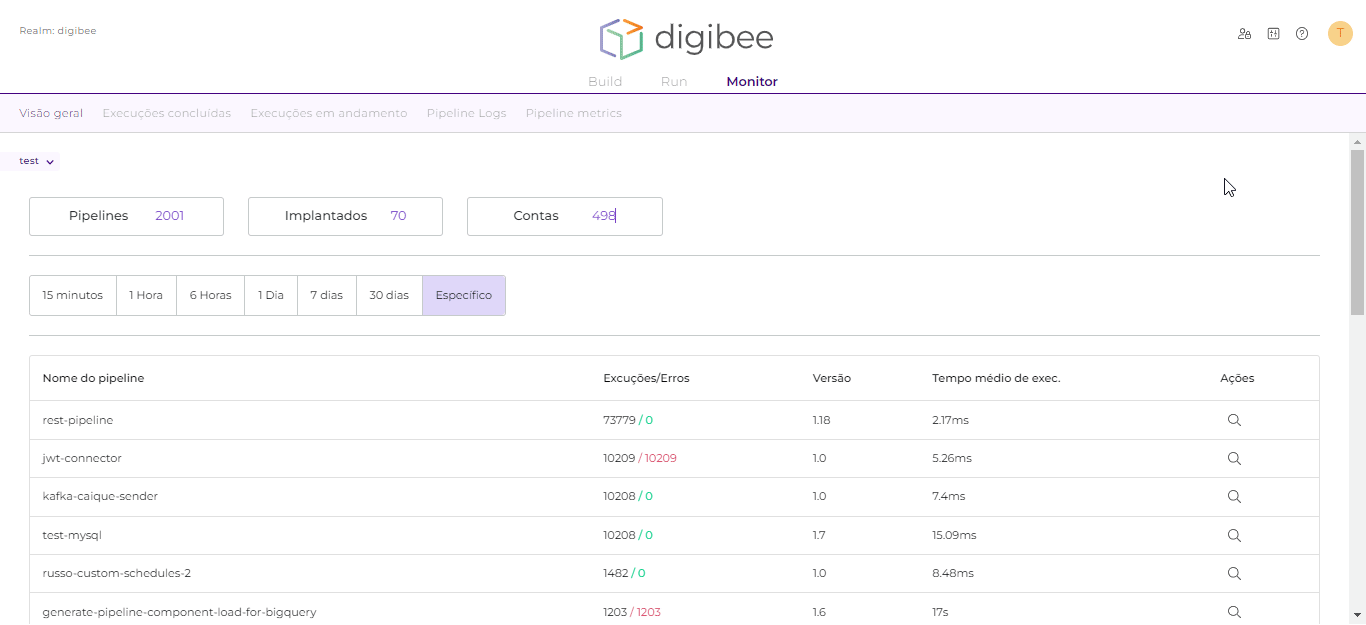 Realm: digibee
digibee
T
Build Run Monitor
Visão geral Execuções concluídas Execuções em andamento Pipeline Logs Pipeline metrics
test
Pipelines 2001 Implantados 70 Contas 498
15 minutos 1 Hora 6 Horas 1 Dia 7 dias 30 dias Específico
Nome do pipeline Excuções/Erros Versão Tempo médio de exec. Ações
rest-pipeline 73779 / 0 1.18 2.17ms
jwt-connector 10209 / 10209 1.0 5.26ms
kafka-caique-sender 10208 / 0 1.0 7.4ms
test-mysql 10208 / 0 1.7 15.09ms
russo-custom-schedules-2 1482 / 0 1.0 8.48ms
generate-pipeline-component-load-for-bigquery 1203 / 1203 1.6 17s